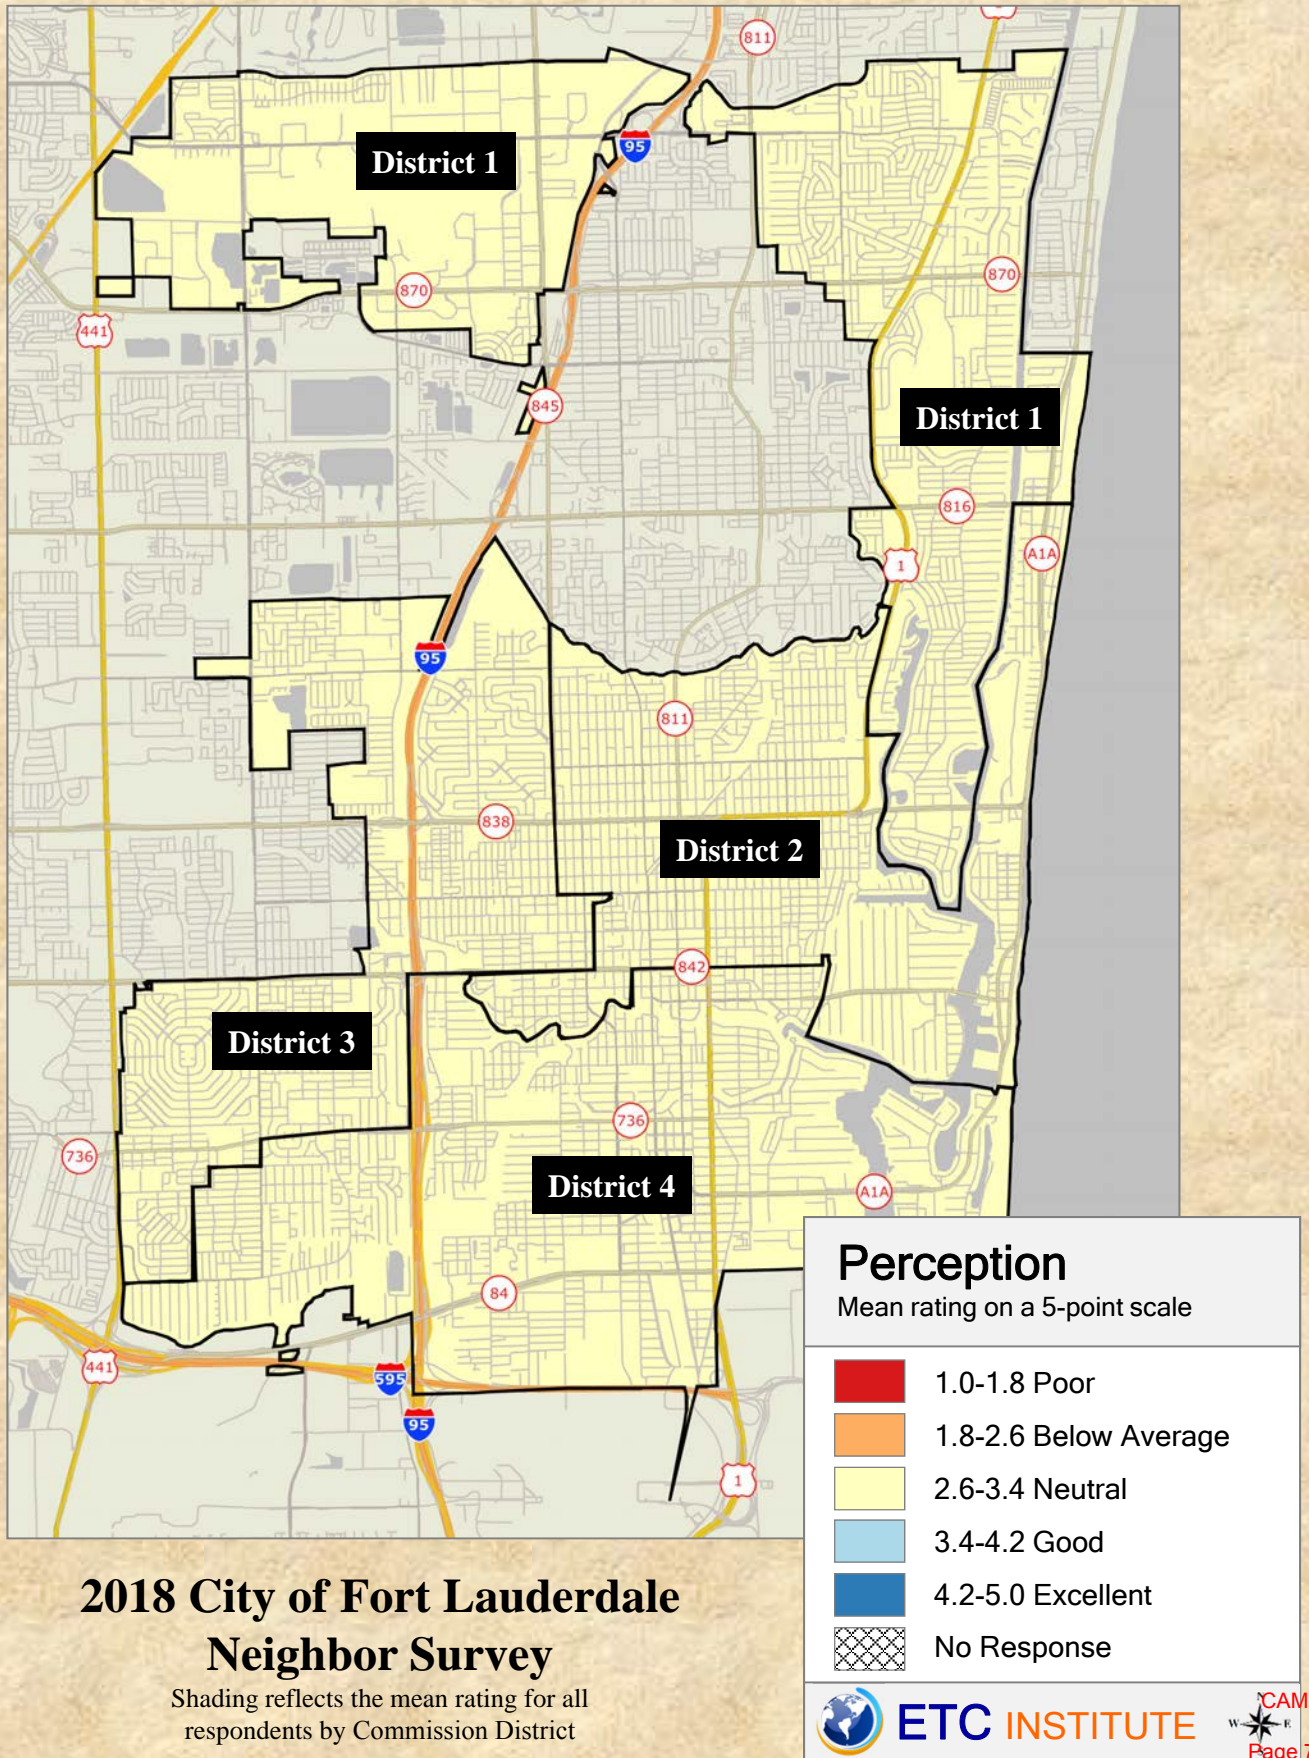 811
95
District 1
870
870
441
845
District 1
816
A1A
1
95
811
838
District 2
842
District 3
736
736
District 4
A1A
84
441
595
95
1
Perception
Mean rating on a 5-point scale
1.0-1.8 Poor
1.8-2.6 Below Average
2.6-3.4 Neutral
3.4-4.2 Good
4.2-5.0 Excellent
No Response
2018 City of Fort Lauderdale
Neighbor Survey
Shading reflects the mean rating for all
respondents by Commission District
ETC INSTITUTE
CAM
W E
Page 7